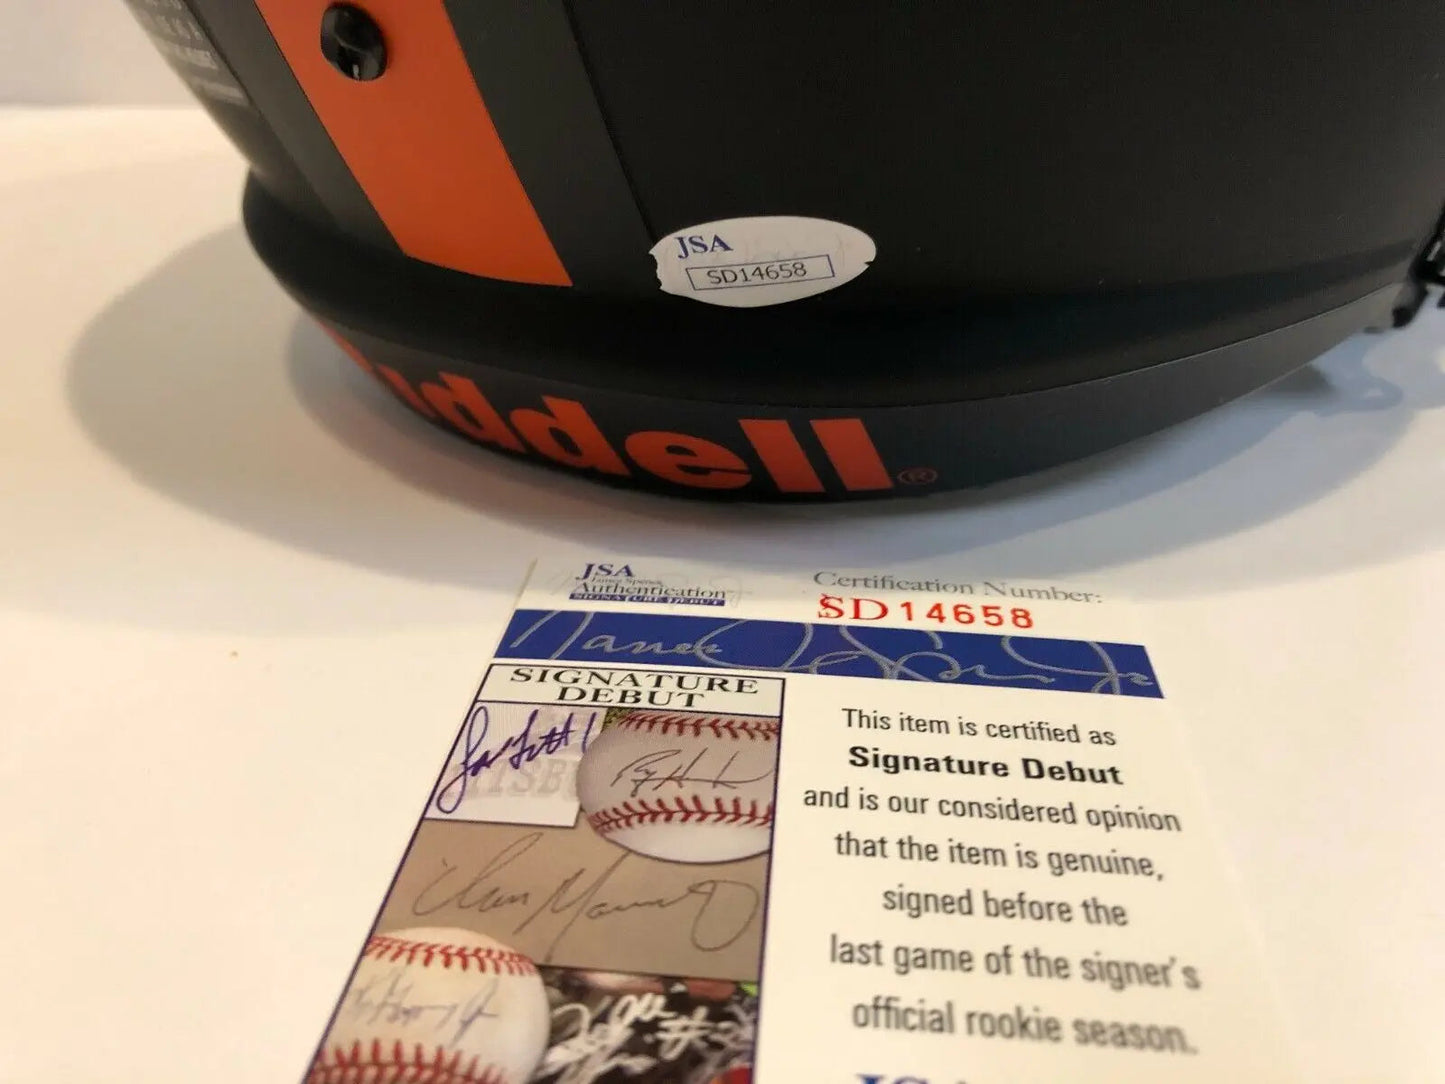 JSA
SD14658
Riddell®
JSA
Authentication
SIGNATURE DEBUT
Certification Number:
SD14658
SIGNATURE
DEBUT
This item is certified as
Signature Debut
and is our considered opinion
that the item is genuine,
signed before the
last game of the signer's
official rookie season.